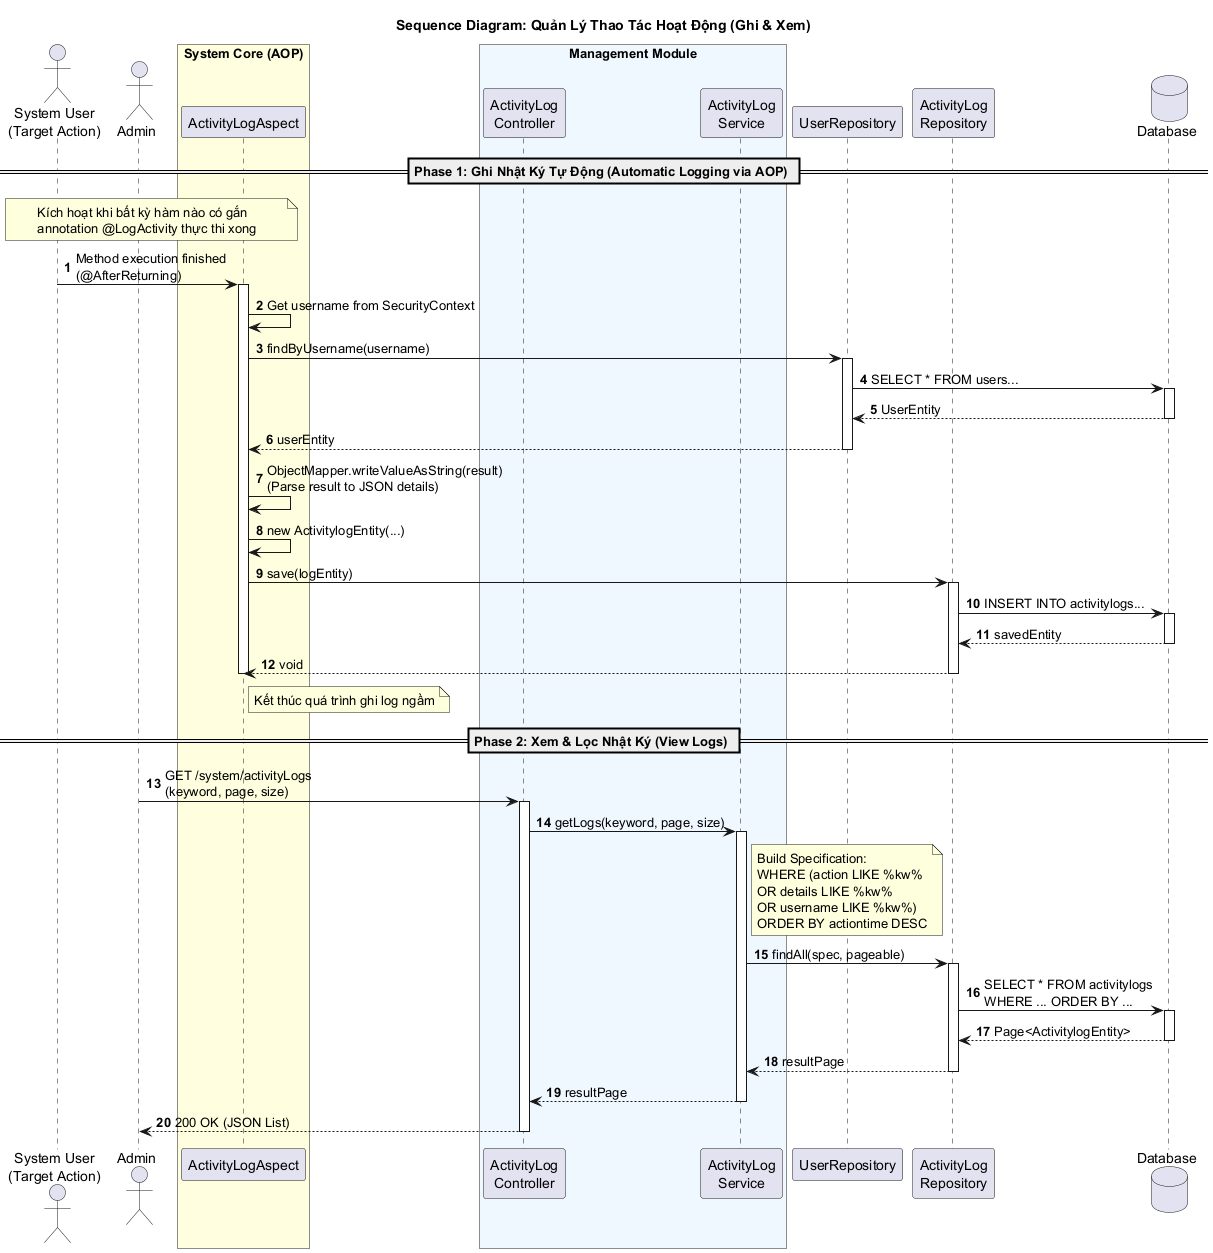 Sequence Diagram: Quản Lý Thao Tác Hoạt Động (Ghi & Xem)
System Core (AOP)
Management Module
System User
(Target Action)
Admin
ActivityLogAspect
ActivityLog
Controller
ActivityLog
Service
UserRepository
ActivityLog
Repository
Database
Phase 1: Ghi Nhật Ký Tự Động (Automatic Logging via AOP)
Kích hoạt khi bất kỳ hàm nào có gắn
annotation @LogActivity thực thi xong
1 Method execution finished
(@AfterReturning)
2 Get username from SecurityContext
3 findByUsername(username)
4 SELECT * FROM users...
5 UserEntity
6 userEntity
7 ObjectMapper.writeValueAsString(result)
(Parse result to JSON details)
8 new ActivitylogEntity(...)
9 save(logEntity)
10 INSERT INTO activitylogs...
11 savedEntity
12 void
Kết thúc quá trình ghi log ngầm
Phase 2: Xem & Lọc Nhật Ký (View Logs)
13 GET /system/activityLogs
(keyword, page, size)
14 getLogs(keyword, page, size)
Build Specification:
WHERE (action LIKE %kw%
OR details LIKE %kw%
OR username LIKE %kw%)
ORDER BY actiontime DESC
15 findAll(spec, pageable)
16 SELECT * FROM activitylogs
WHERE ... ORDER BY ...
17 Page<ActivitylogEntity>
18 resultPage
19 resultPage
20 200 OK (JSON List)
System User
(Target Action)
Admin
ActivityLogAspect
ActivityLog
Controller
ActivityLog
Service
UserRepository
ActivityLog
Repository
Database